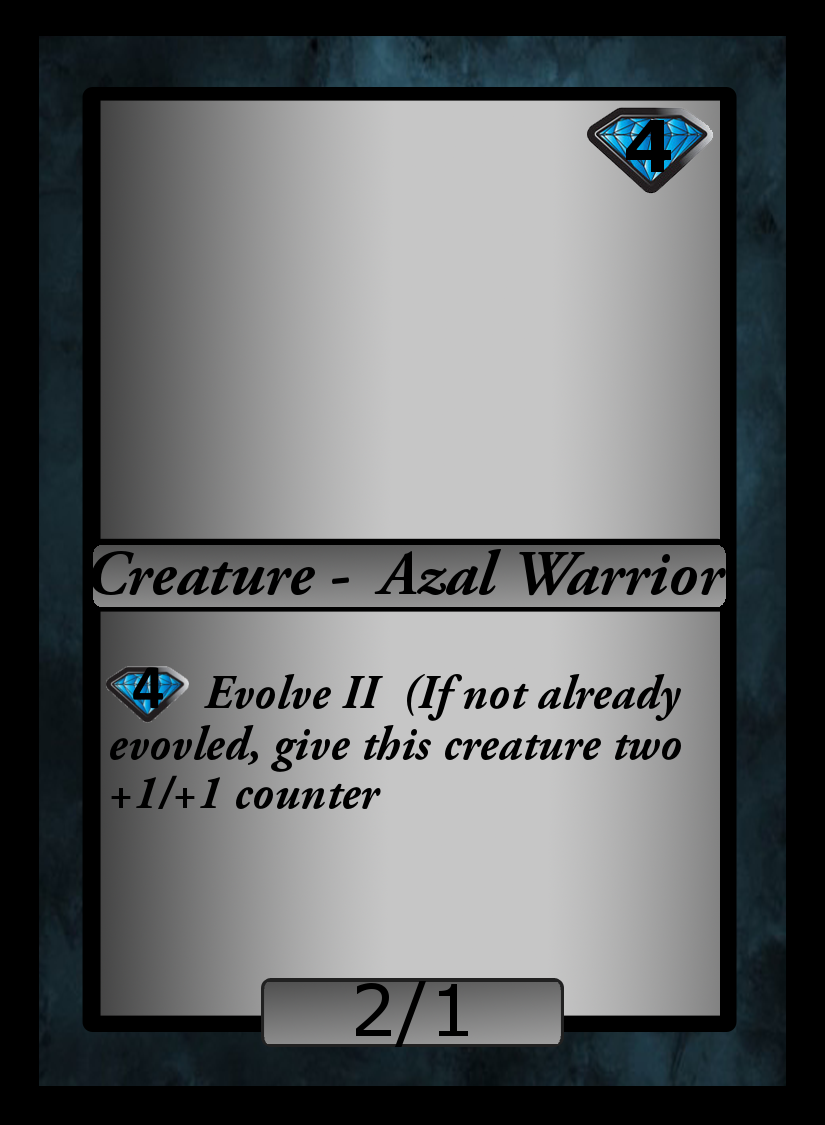 4
Creature - Azal Warrior
4 Evolve II (If not already
evovled, give this creature two
+1/+1 counter
2/1